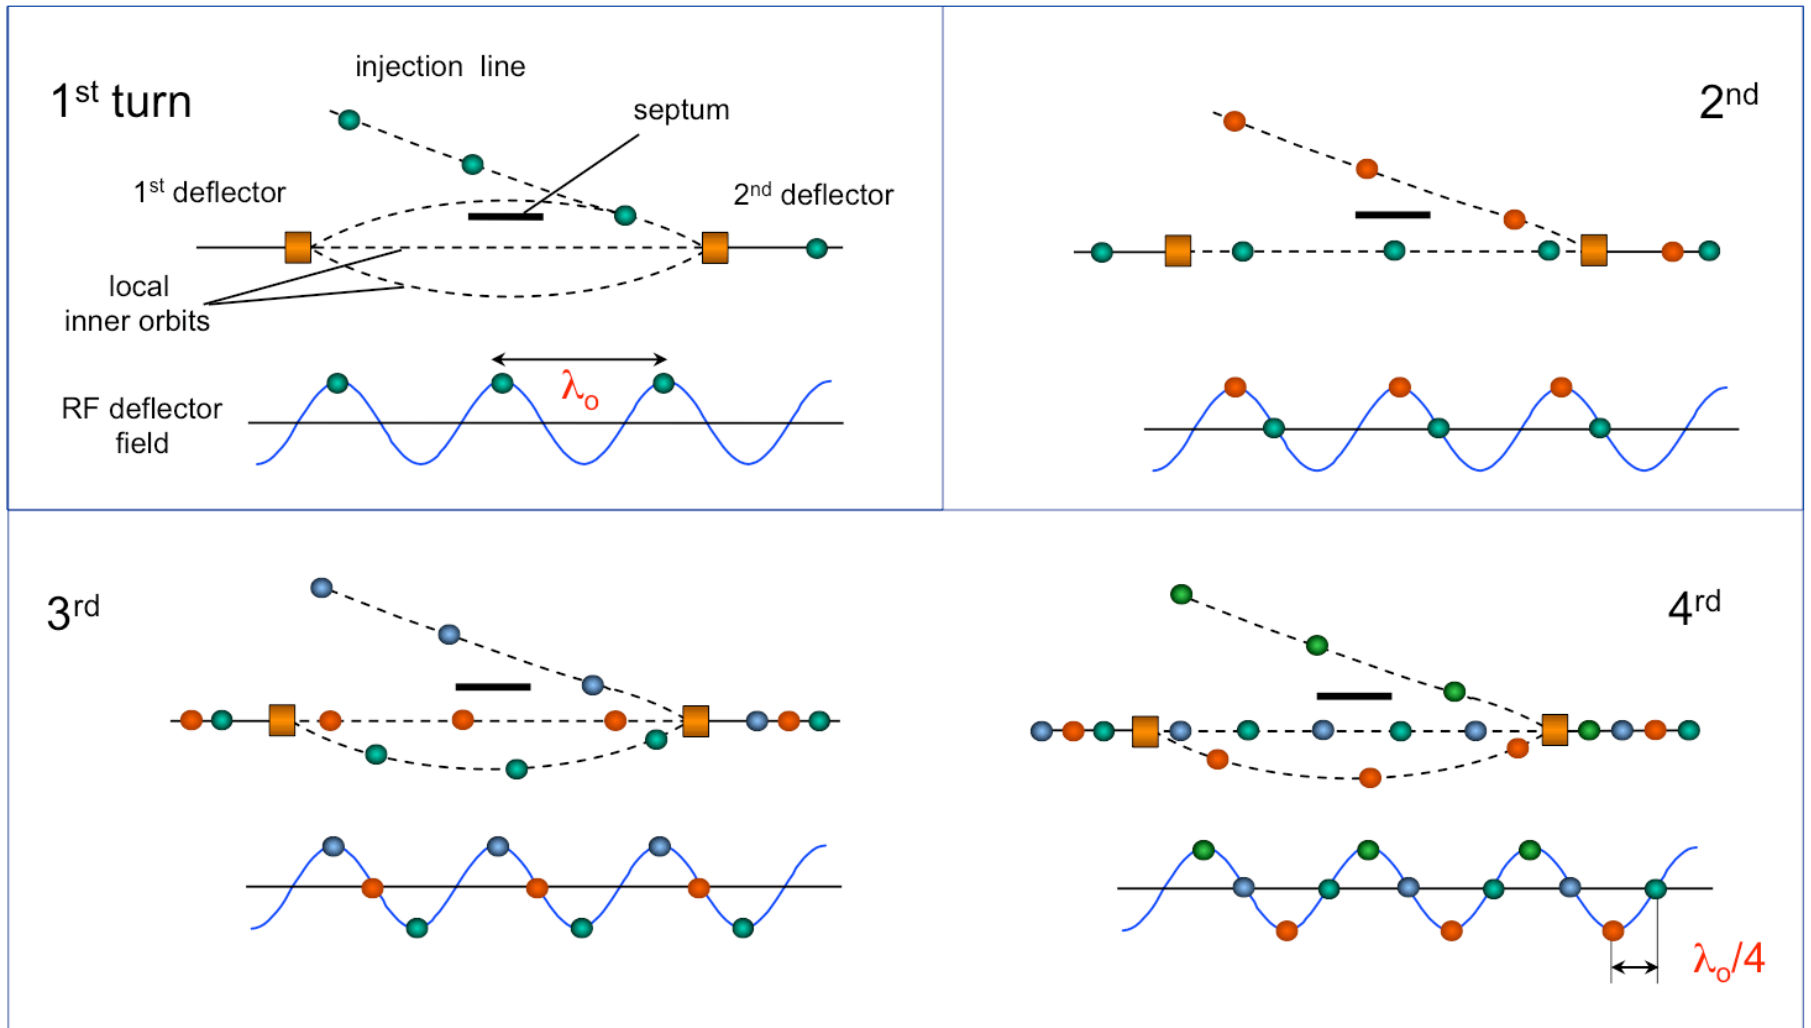 injection line
1st turn
septum
1st deflector
2nd deflector
local
inner orbits
λo
RF deflector
field
2nd
3rd
4rd
λo/4